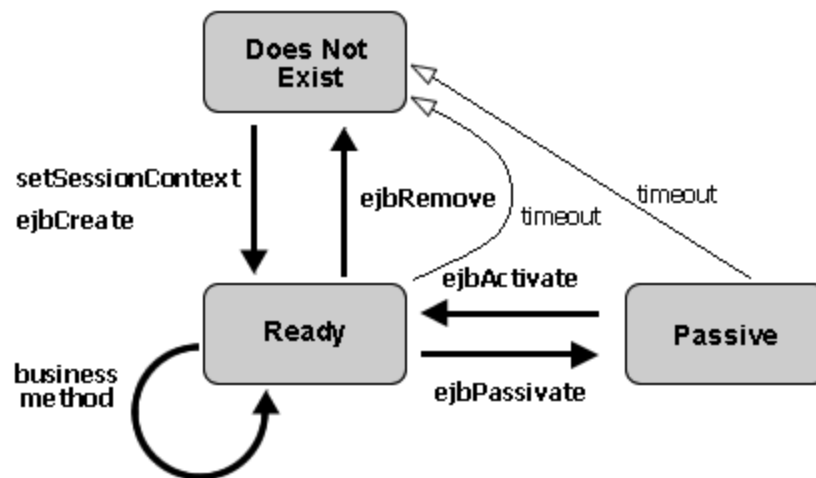 Does Not
Exist
setSessionContext
ejbCreate
ejbRemove
timeout
timeout
ejbActivate
Ready
Passive
ejbPassivate
business
method